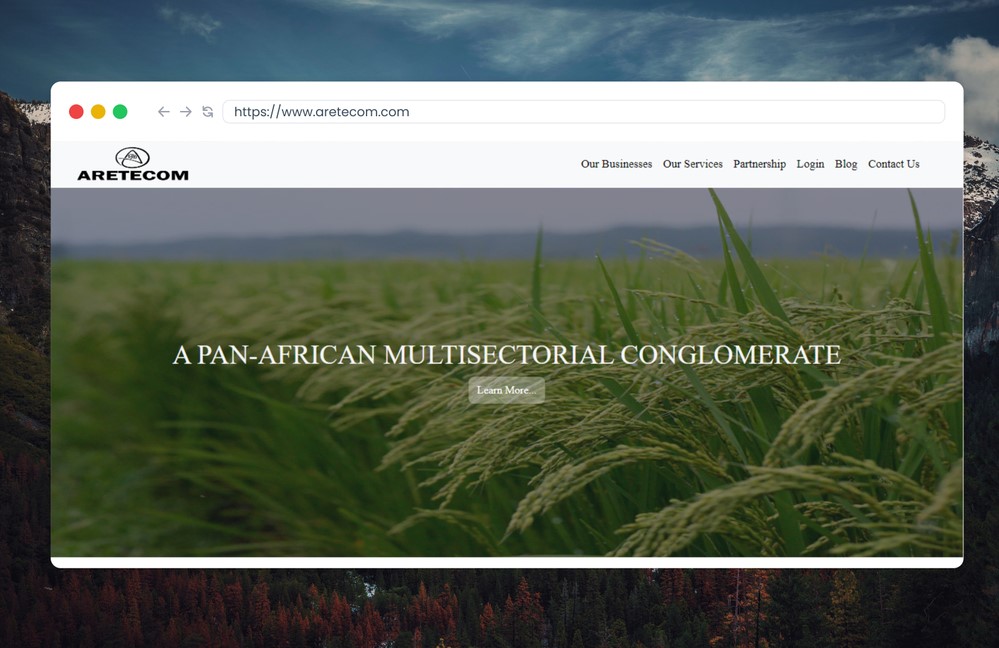 https://www.aretecom.com
ARETECOM
Our Businesses Our Services Partnership Login Blog Contact Us
A PAN-AFRICAN MULTISECTORIAL CONGLOMERATE
Learn More...